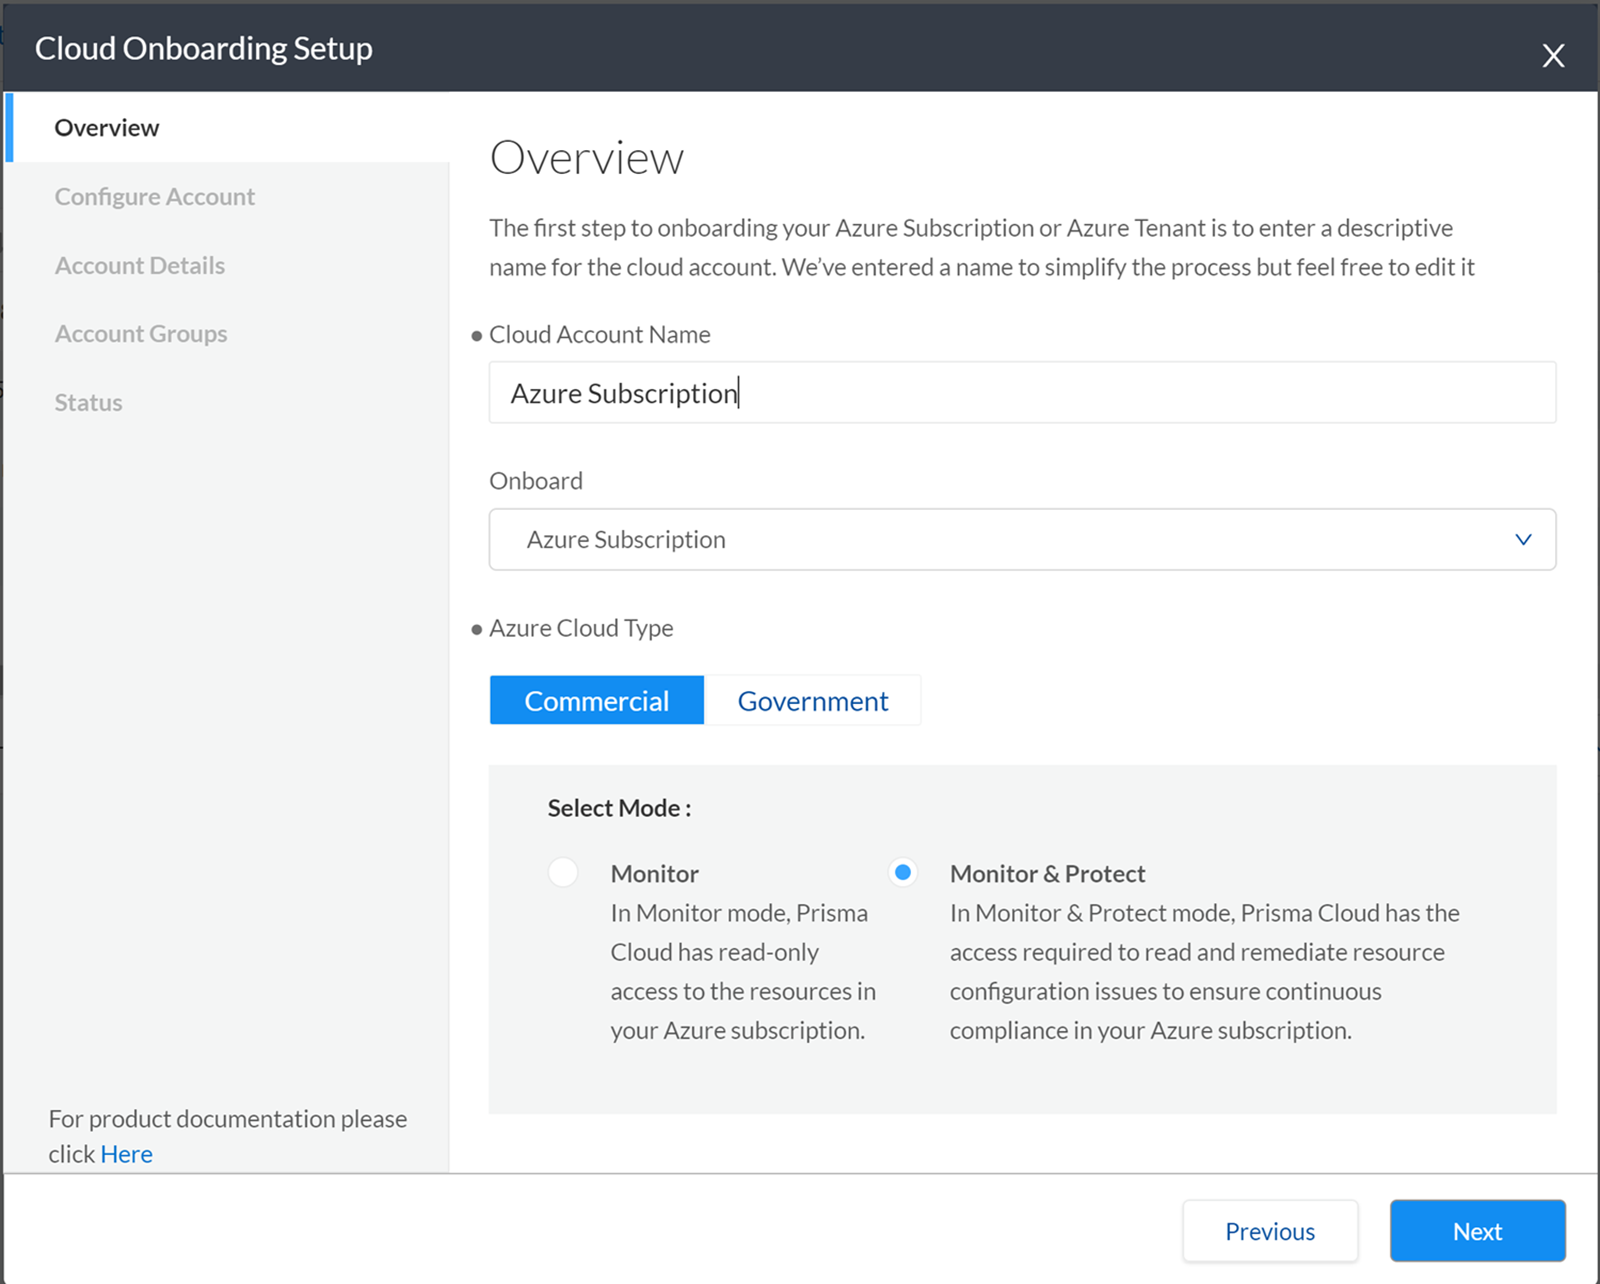 Cloud Onboarding Setup
X
Overview
Configure Account
Account Details
Account Groups
Status
For product documentation please
click Here
Overview
The first step to onboarding your Azure Subscription or Azure Tenant is to enter a descriptive
name for the cloud account. We've entered a name to simplify the process but feel free to edit it
• Cloud Account Name
Azure Subscription
Onboard
Azure Subscription
• Azure Cloud Type
Commercial Government
Select Mode :
Monitor
In Monitor mode, Prisma
Cloud has read-only
access to the resources in
your Azure subscription.
Monitor & Protect
In Monitor & Protect mode, Prisma Cloud has the
access required to read and remediate resource
configuration issues to ensure continuous
compliance in your Azure subscription.
Previous Next